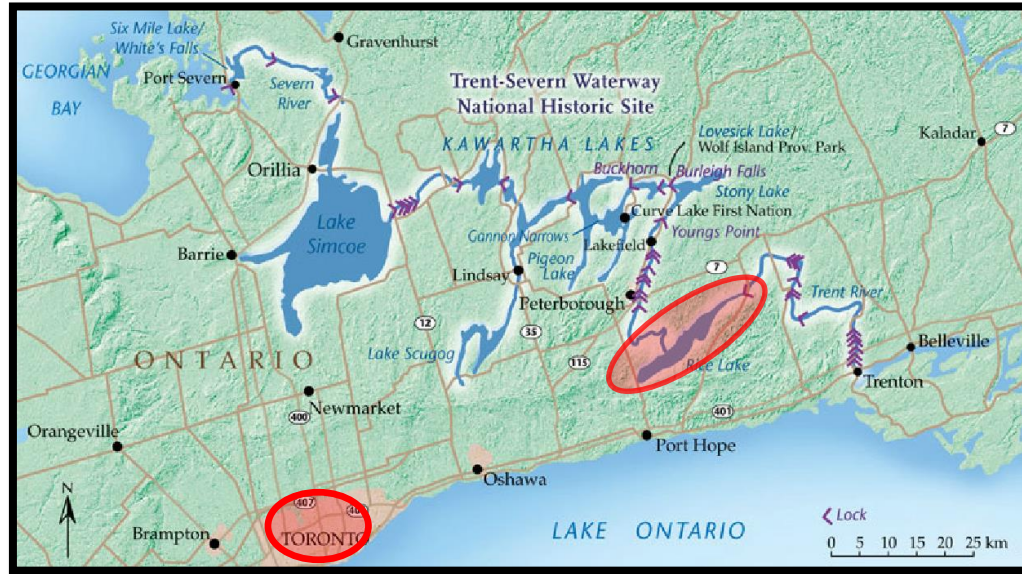 Six Mile Lake/
White's Falls
Gravenhurst
GEORGIAN
BAY
Port Severn
Severn
River
Trent-Severn Waterway
National Historic Site
Lovesick Lake/
Wolf Island Prov. Park
Kaladar
7
KAWARTHA LAKES
Orillia
Buckhorn
Burleigh Falls
Stony Lake
Curve Lake First Nation
Lake
Simcoe
Gannon Narrows
Youngs Point
Lakefield
Barrie
Pigeon
Lake
Lindsay
7
Peterborough
Trent River
12
35
Lake Scugog
115
Rice Lake
Belleville
ONTARIO
Trenton
Newmarket
400
401
Orangeville
Port Hope
Oshawa
N
407
Brampton
TORONTO
LAKE ONTARIO
Lock
0 5 10 15 20 25 km